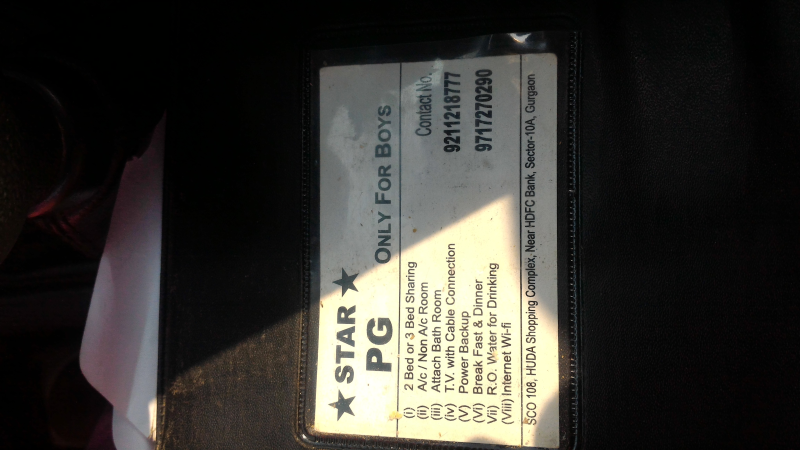 ★ STAR ★
PG ONLY FOR BOYS
(i) 2 Bed or 3 Bed Sharing
(ii) A/c / Non A/c Room
(iii) Attach Bath Room
(iv) T.V. with Cable Connection
(V) Power Backup
(Vi) Break Fast & Dinner
Vii) R.O. Water for Drinking
(Viii) Internet Wi-fi
Contact No.
9211218777
9717270290
SCO 108, HUDA Shopping Complex, Near HDFC Bank, Sector-10A, Gurgaon